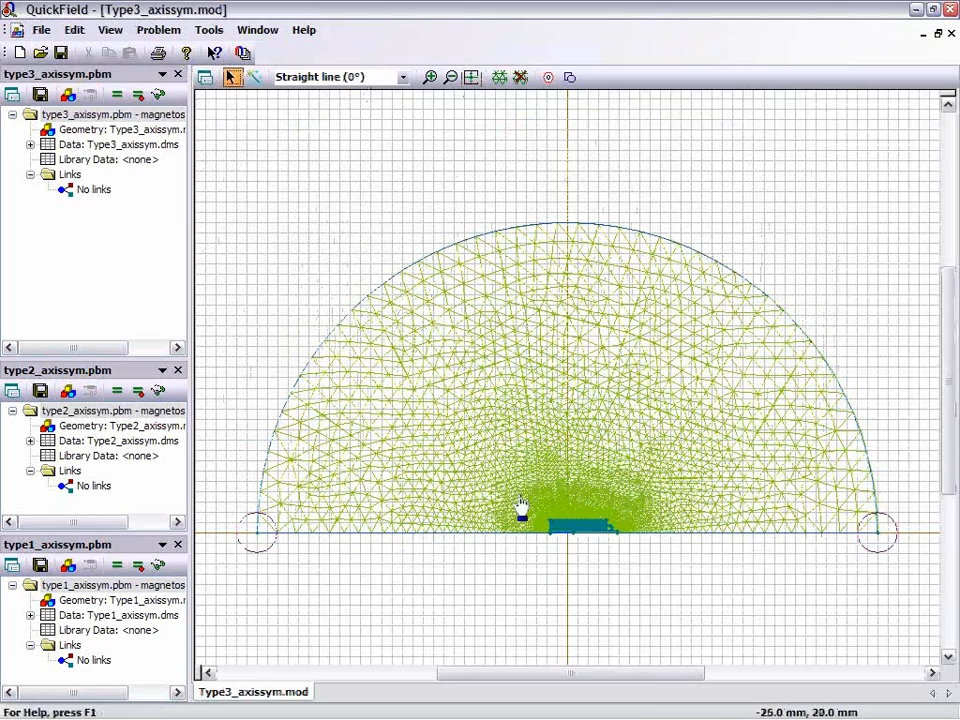 QuickField - [Type3_axissym.mod]
File Edit View Problem Tools Window Help
type3_axissym.pbm
Straight line (0°)
type3_axissym.pbm - magnetos
Geometry: Type3_axissym.r
Data: Type3_axissym.dms
Library Data: <none>
Links
No links
type2_axissym.pbm
type2_axissym.pbm - magnetos
Geometry: Type2_axissym.r
Data: Type2_axissym.dms
Library Data: <none>
Links
No links
type1_axissym.pbm
type1_axissym.pbm - magnetos
Geometry: Type1_axissym.r
Data: Type1_axissym.dms
Library Data: <none>
Links
No links
Type3_axissym.mod
For Help, press F1
-26.0 mm, 20.0 mm